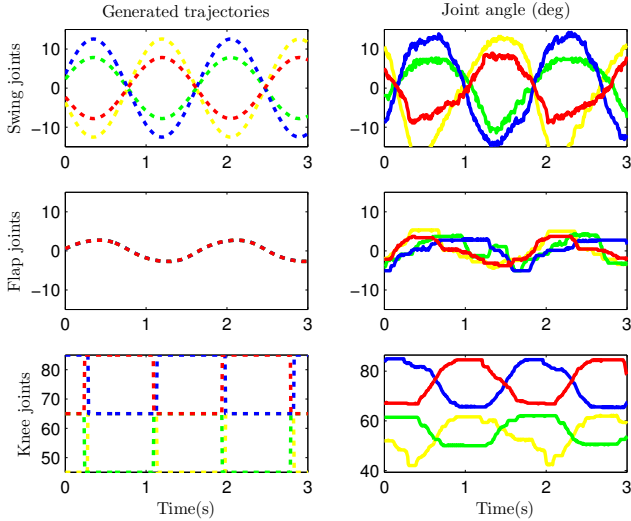 Generated trajectories
Joint angle (deg)
Swing joints
10
0
−10
0 1 2 3
10
0
−10
0 1 2 3
Flap joints
10
0
−10
0 1 2 3
10
0
−10
0 1 2 3
Knee joints
80
70
60
50
0 1 2 3
80
60
40
0 1 2 3
Time(s)
Time(s)